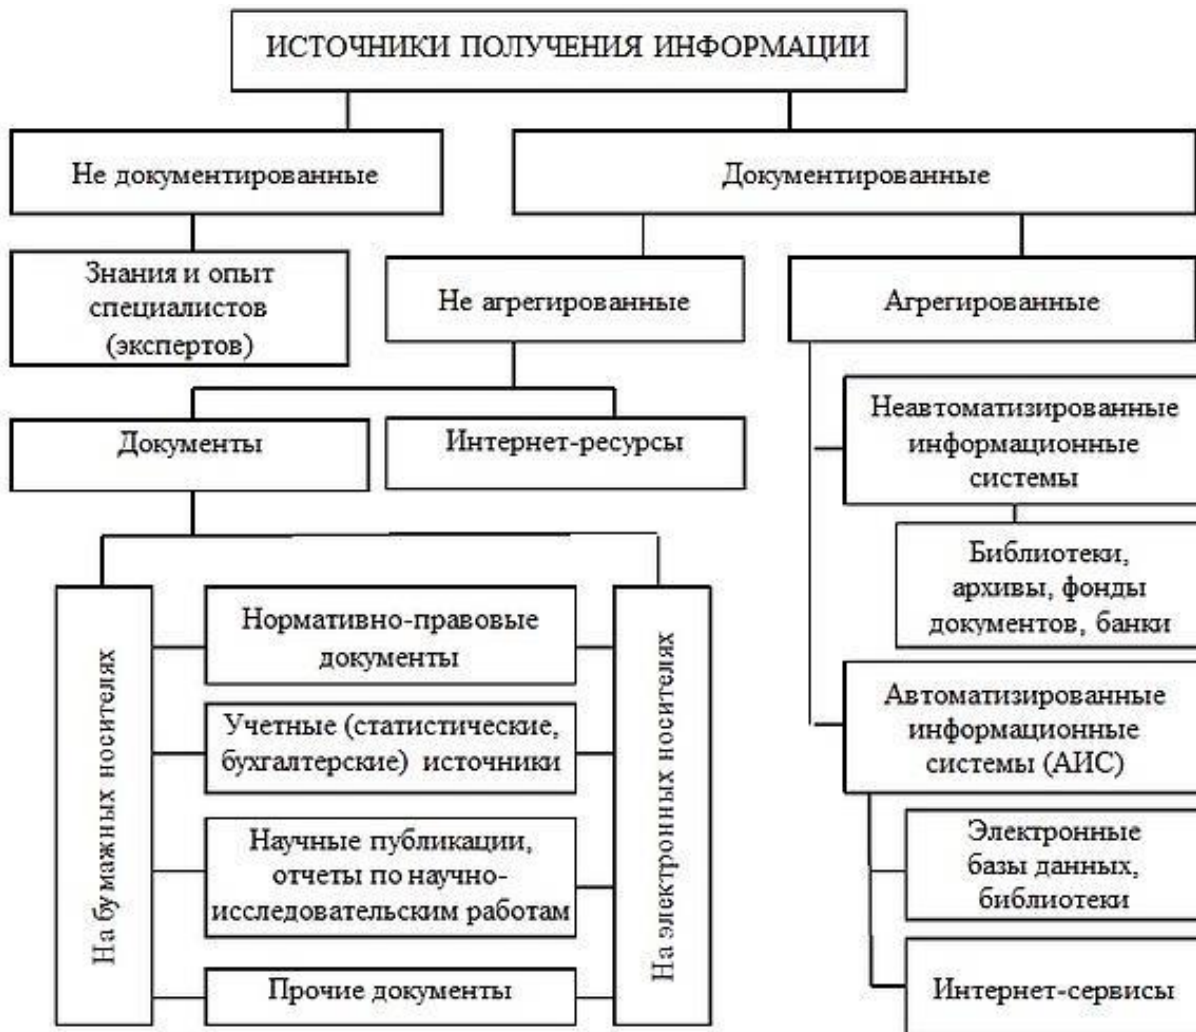 ИСТОЧНИКИ ПОЛУЧЕНИЯ ИНФОРМАЦИИ
Не документированные
Документированные
Знания и опыт
специалистов
(экспертов)
Не агрегированные
Агрегированные
Документы
Интернет-ресурсы
Неавтоматизированные
информационные
системы
Библиотеки,
архивы, фонды
документов, банки
На бумажных носителях
Нормативно-правовые
документы
Учетные (статистические,
бухгалтерские) источники
Научные публикации,
отчеты по научно-
исследовательским работам
Прочие документы
На электронных носителях
Автоматизированные
информационные
системы (АИС)
Электронные
базы данных,
библиотеки
Интернет-сервисы